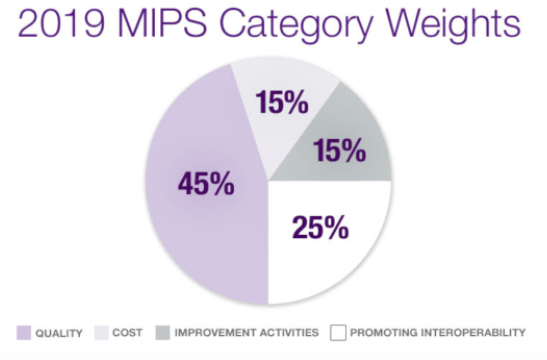 2019 MIPS Category Weights
15%
15%
45%
25%
QUALITY COST IMPROVEMENT ACTIVITIES PROMOTING INTEROPERABILITY